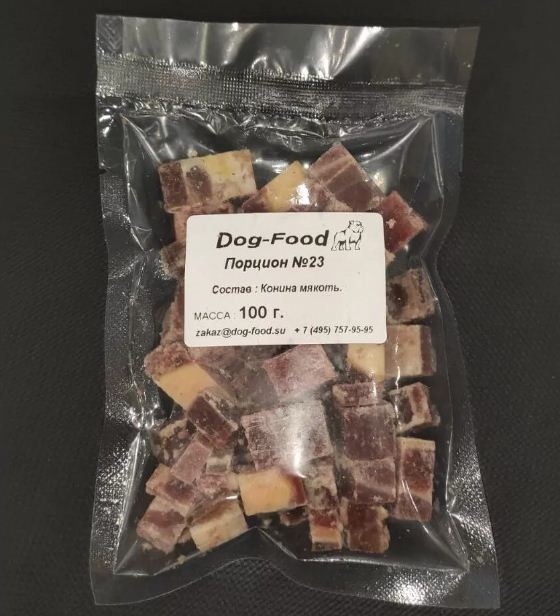 Dog-Food
Порцион №23
Состав : Конина мякоть.
МАССА : 100 г.
zakaz@dog-food.su + 7 (495) 757-95-95